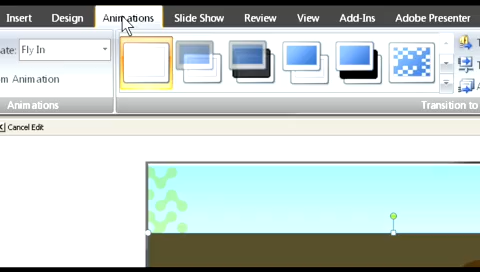 Insert Design Animations Slide Show Review View Add-Ins Adobe Presenter
ate: Fly In
m Animation
Animations
Transition to
Cancel Edit